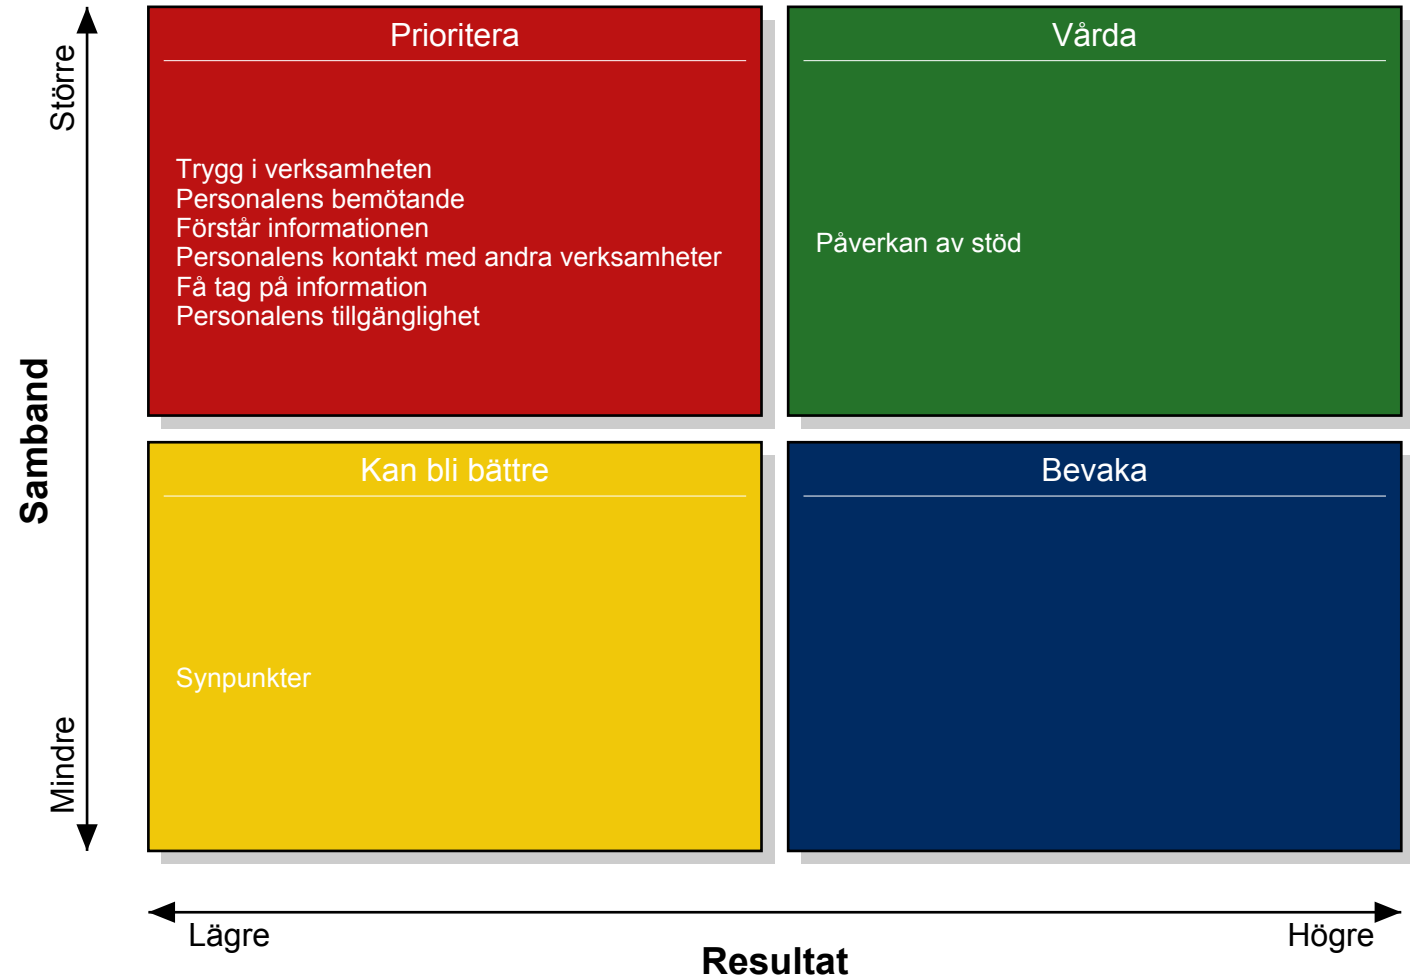 Större
Samband
Mindre
Prioritera
Trygg i verksamheten
Personalens bemötande
Förstår informationen
Personalens kontakt med andra verksamheter
Få tag på information
Personalens tillgänglighet
Vårda
Påverkan av stöd
Kan bli bättre
Synpunkter
Bevaka
Lägre
Högre
Resultat